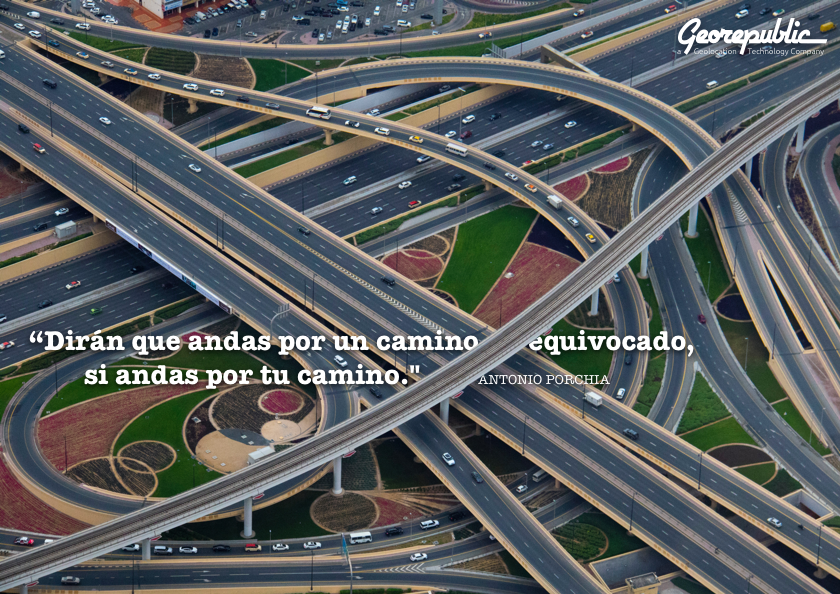 Georepublic
a Geolocation Technology Company
“Dirán que andas por un camino equivocado,
si andas por tu camino."
ANTONIO PORCHIA